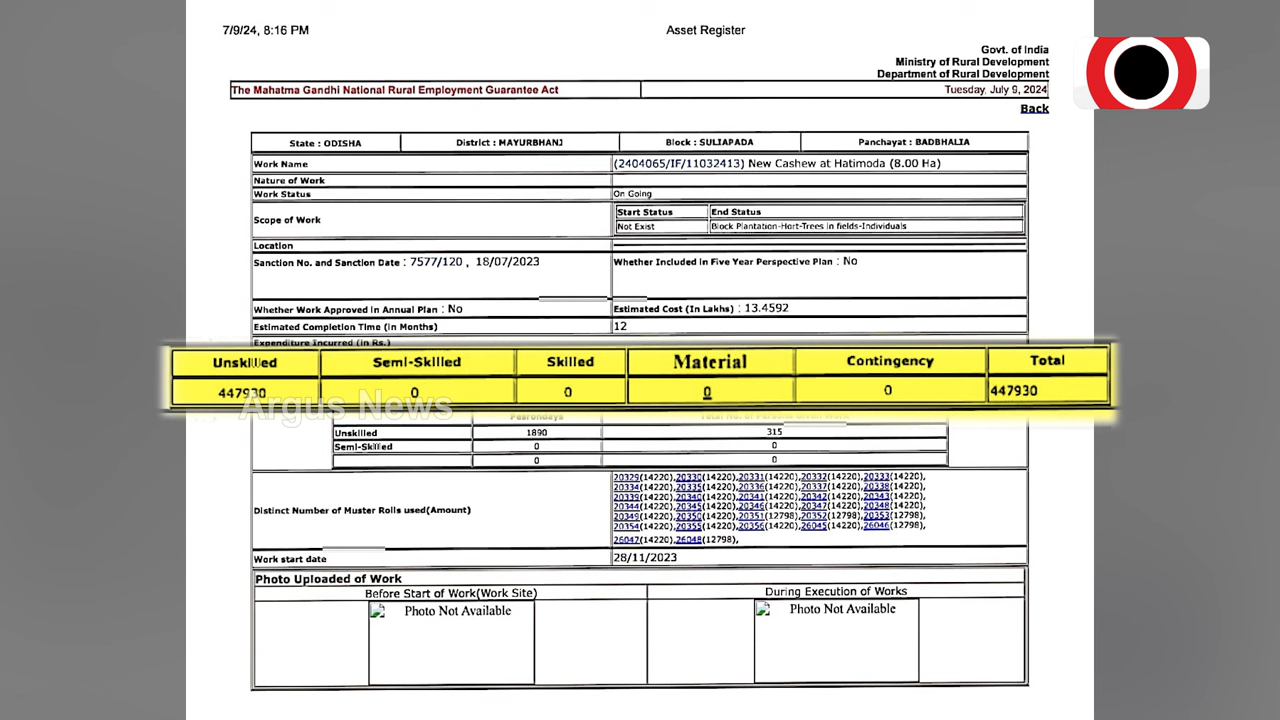 7/9/24, 8:16 PM Asset Register
Govt. of India
Ministry of Rural Development
Department of Rural Development
The Mahatma Gandhi National Rural Employment Guarantee Act Tuesday, July 9, 2024
Back
State : ODISHA District : MAYURBHANJ Block : SULIAPADA Panchayat : BADBHALIA
Work Name (2404065/IF/11032413) New Cashew at Hatimoda (8.00 Ha)
Nature of Work
Work Status On Going
Scope of Work Start Status End Status
Not Exist Block Plantation-Hort-Trees in fields-Individuals
Location
Sanction No. and Sanction Date : 7577/120 , 18/07/2023 Whether Included in Five Year Perspective Plan : No
Whether Work Approved in Annual Plan : No Estimated Cost (In Lakhs) : 13.4592
Estimated Completion Time (in Months) 12
Expenditure Incurred (in Rs.)
Unskilled Semi-Skilled Skilled Material Contingency Total
447930 0 0 0 0 447930
Argus News
Unskilled 1890 315
Semi-Skilled 0 0
0 0
Distinct Number of Muster Rolls used(Amount)
20329(14220),20330(14220),20331(14220),20332(14220),20333(14220),
20334(14220),20335(14220),20336(14220),20337(14220),20338(14220),
20339(14220),20340(14220),20341(14220),20342(14220),20343(14220),
20344(14220),20345(14220),20346(14220),20347(14220),20348(14220),
20349(14220),20350(14220),20351(12798),20352(12798),20353(12798),
20354(12798),20355(14220),20356(14220),26045(14220),26046(12798),
26047(14220),26048(12798),
Work start date 28/11/2023
Photo Uploaded of Work
Before Start of Work(Work Site) During Execution of Works
Photo Not Available Photo Not Available